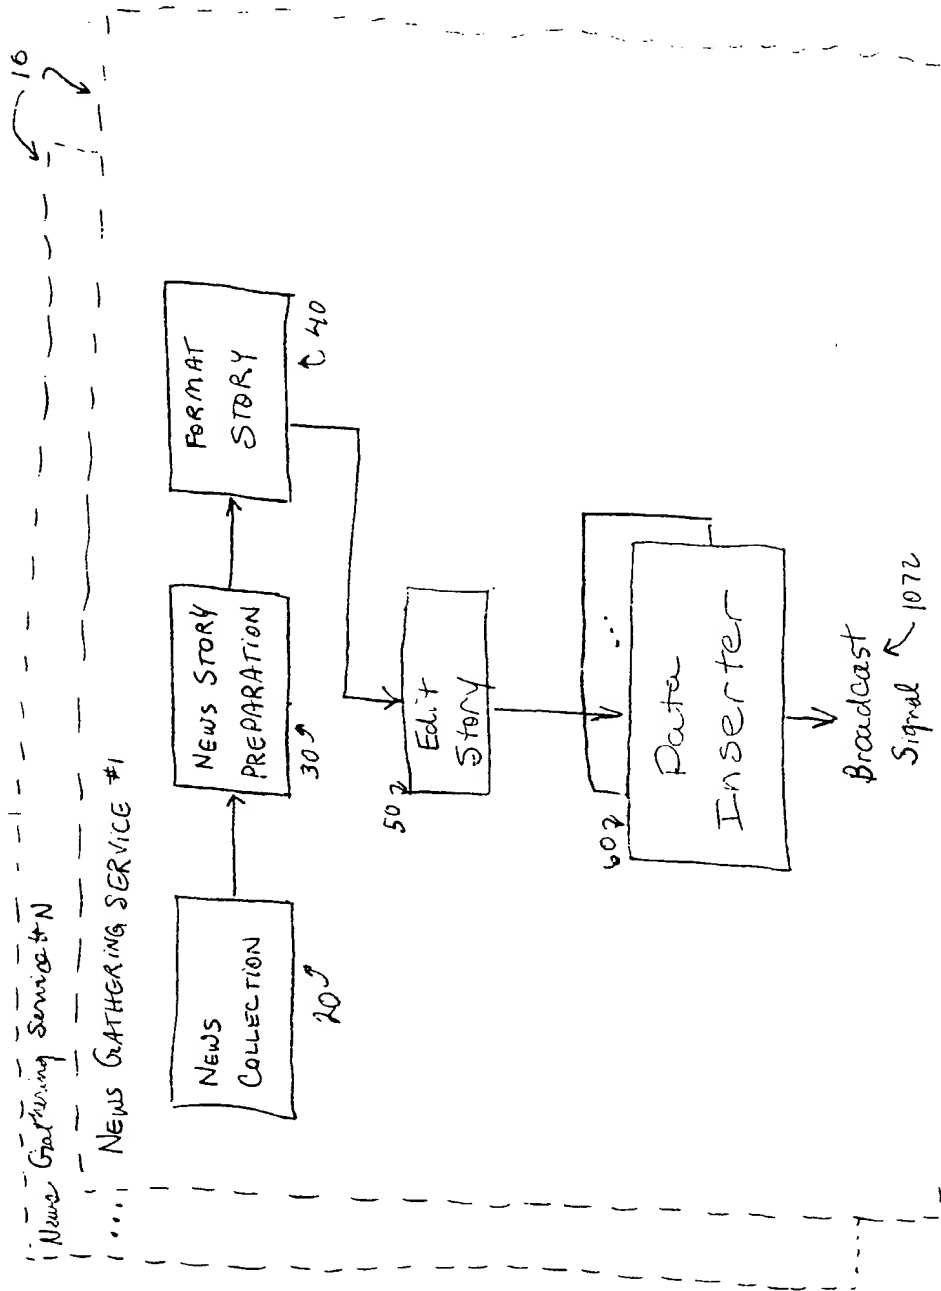 16
News Gathering Service #N
NEWS GATHERING SERVICE #1
....
NEWS
COLLECTION
20
NEWS STORY
PREPARATION
30
FORMAT
STORY
40
Edit
Story
50
...
Data
Inserter
60
Broadcast
Signal
1072